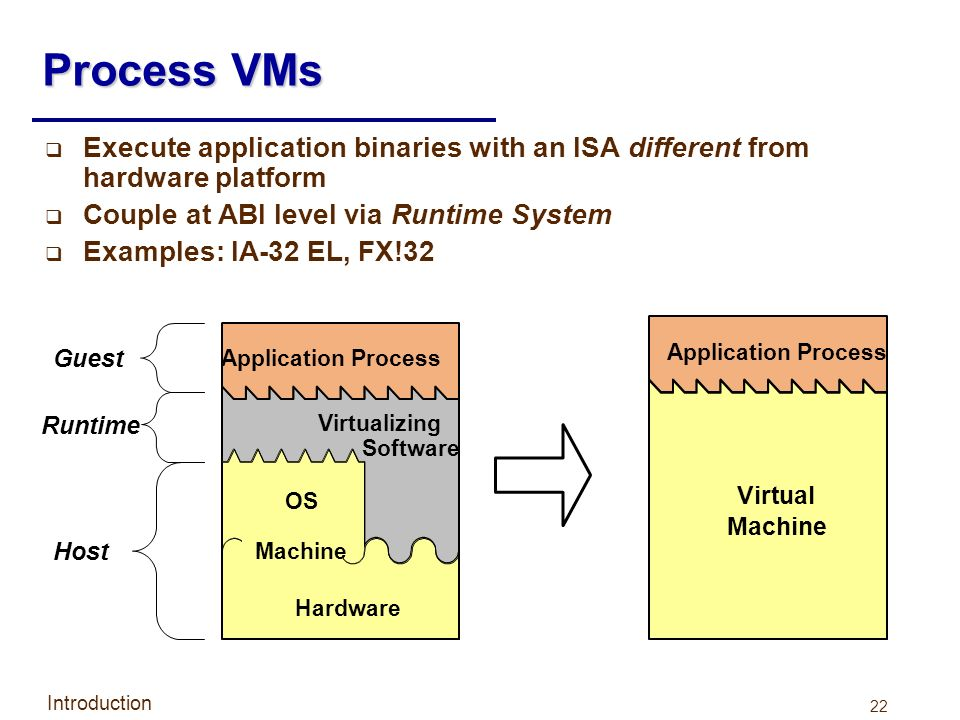 Process VMs
Execute application binaries with an ISA different from
hardware platform
Couple at ABI level via Runtime System
Examples: IA-32 EL, FX!32
Guest
Runtime
Host
Application Process
Virtualizing
Software
OS
Machine
Hardware
Application Process
Virtual
Machine
Introduction
22